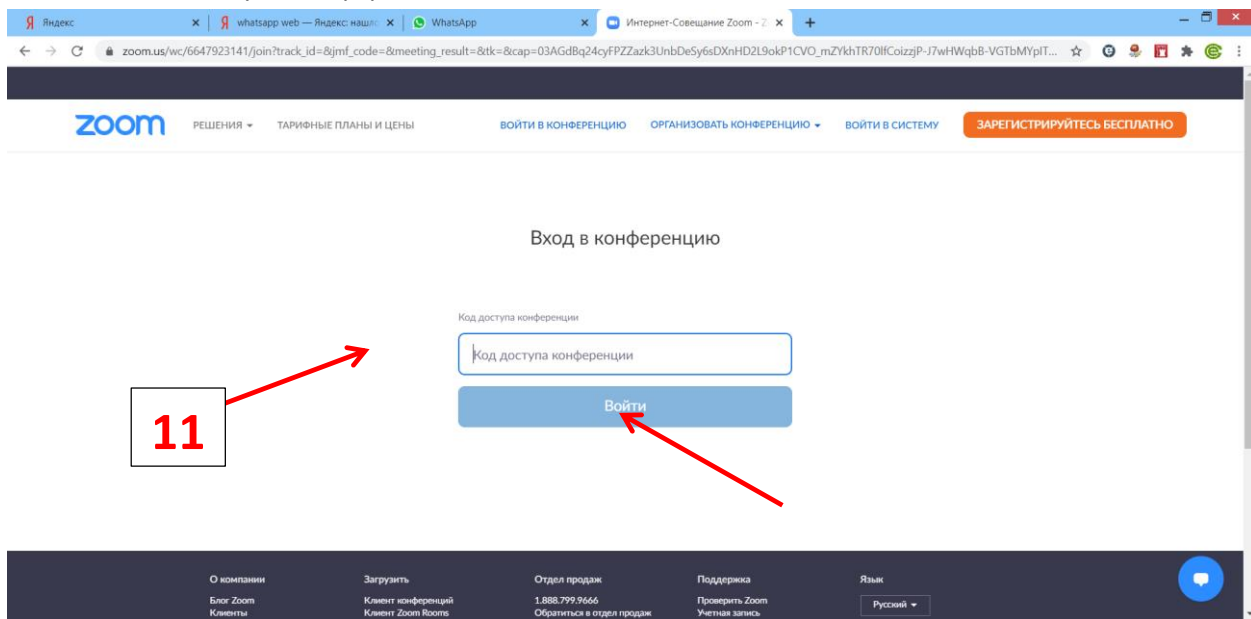 Яндекс
whatsapp web — Яндекс: нашло
WhatsApp
Интернет-Совещание Zoom - Z
zoom.us/wc/6647923141/join?track_id=&jmf_code=&meeting_result=&tk=&cap=03AGdBq24cyFPZZazk3UnbDeSy6sDXnHD2L9okP1CVO_mZYkhTR70lfCoizzjP-J7wHWqbB-VGTbMYpIT...
zoom
РЕШЕНИЯ
ТАРИФНЫЕ ПЛАНЫ И ЦЕНЫ
ВОЙТИ В КОНФЕРЕНЦИЮ
ОРГАНИЗОВАТЬ КОНФЕРЕНЦИЮ
ВОЙТИ В СИСТЕМУ
ЗАРЕГИСТРИРУЙТЕСЬ БЕСПЛАТНО
Вход в конференцию
Код доступа конференции
Код доступа конференции
Войти
11
О компании
Блог Zoom
Клиенты
Загрузить
Клиент конференций
Клиент Zoom Rooms
Отдел продаж
1.888.799.9666
Обратиться в отдел продаж
Поддержка
Проверить Zoom
Учетная запись
Язык
Русский